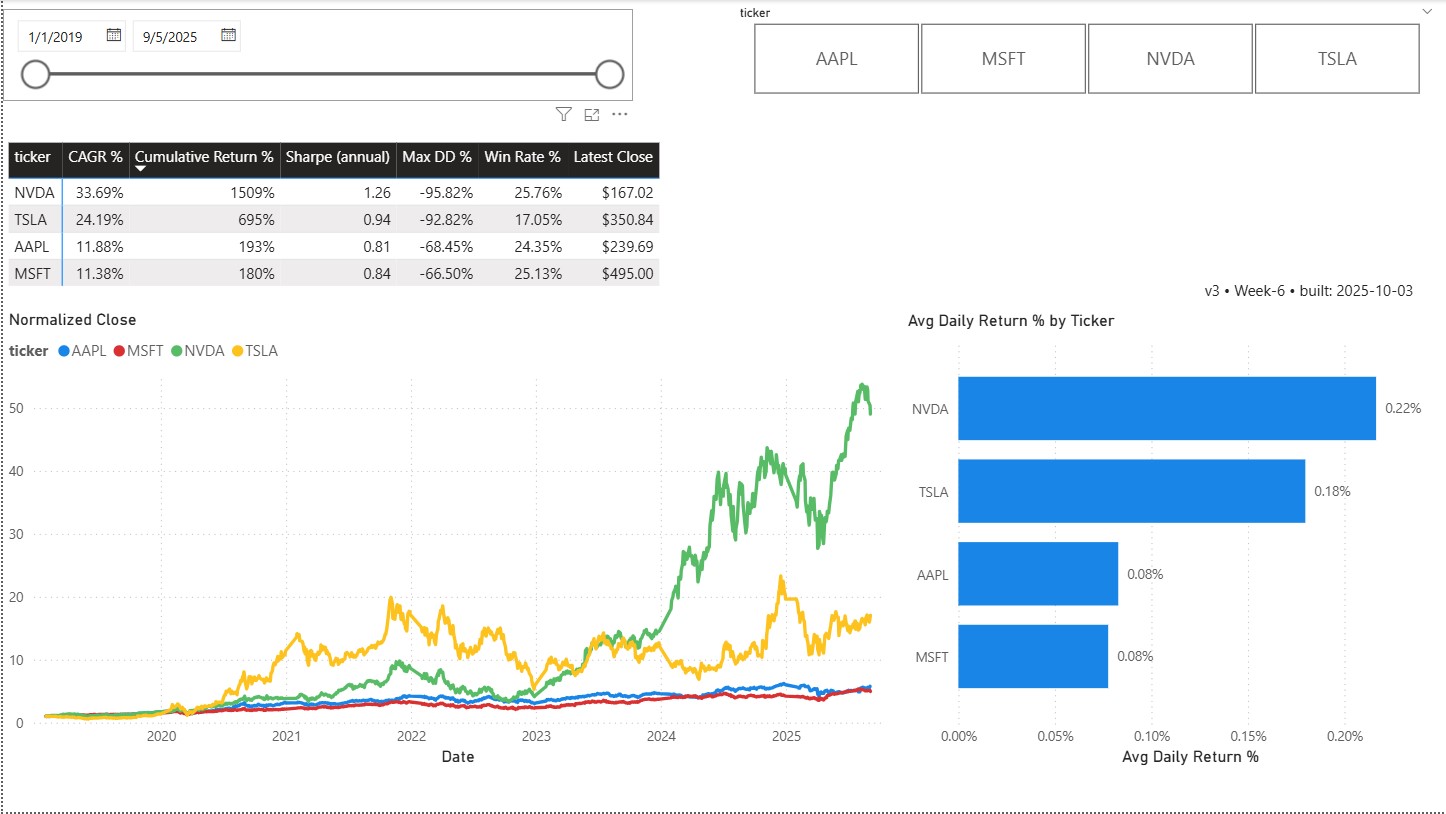 1/1/2019 9/5/2025
ticker
AAPL MSFT NVDA TSLA
ticker CAGR % Cumulative Return % Sharpe (annual) Max DD % Win Rate % Latest Close
NVDA 33.69% 1509% 1.26 -95.82% 25.76% $167.02
TSLA 24.19% 695% 0.94 -92.82% 17.05% $350.84
AAPL 11.88% 193% 0.81 -68.45% 24.35% $239.69
MSFT 11.38% 180% 0.84 -66.50% 25.13% $495.00
v3 • Week-6 • built: 2025-10-03
Normalized Close
ticker AAPL MSFT NVDA TSLA
50
40
30
20
10
0
2020 2021 2022 2023 2024 2025
Date
Avg Daily Return % by Ticker
NVDA 0.22%
TSLA 0.18%
AAPL 0.08%
MSFT 0.08%
0.00% 0.05% 0.10% 0.15% 0.20%
Avg Daily Return %